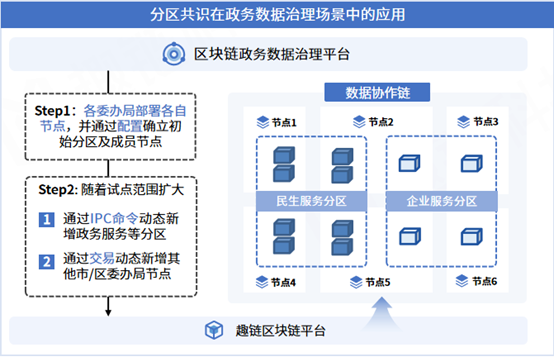 分区共识在政务数据治理场景中的应用
区块链政务数据治理平台
Step1：各委办局部署各自
节点，并通过配置确立初
始分区及成员节点
Step2: 随着试点范围扩大
1 通过IPC命令动态新
增政务服务等分区
2 通过交易动态新增其
他市/区委办局节点
数据协作链
节点1 节点2 节点3
民生服务分区 企业服务分区
节点4 节点5 节点6
趣链区块链平台